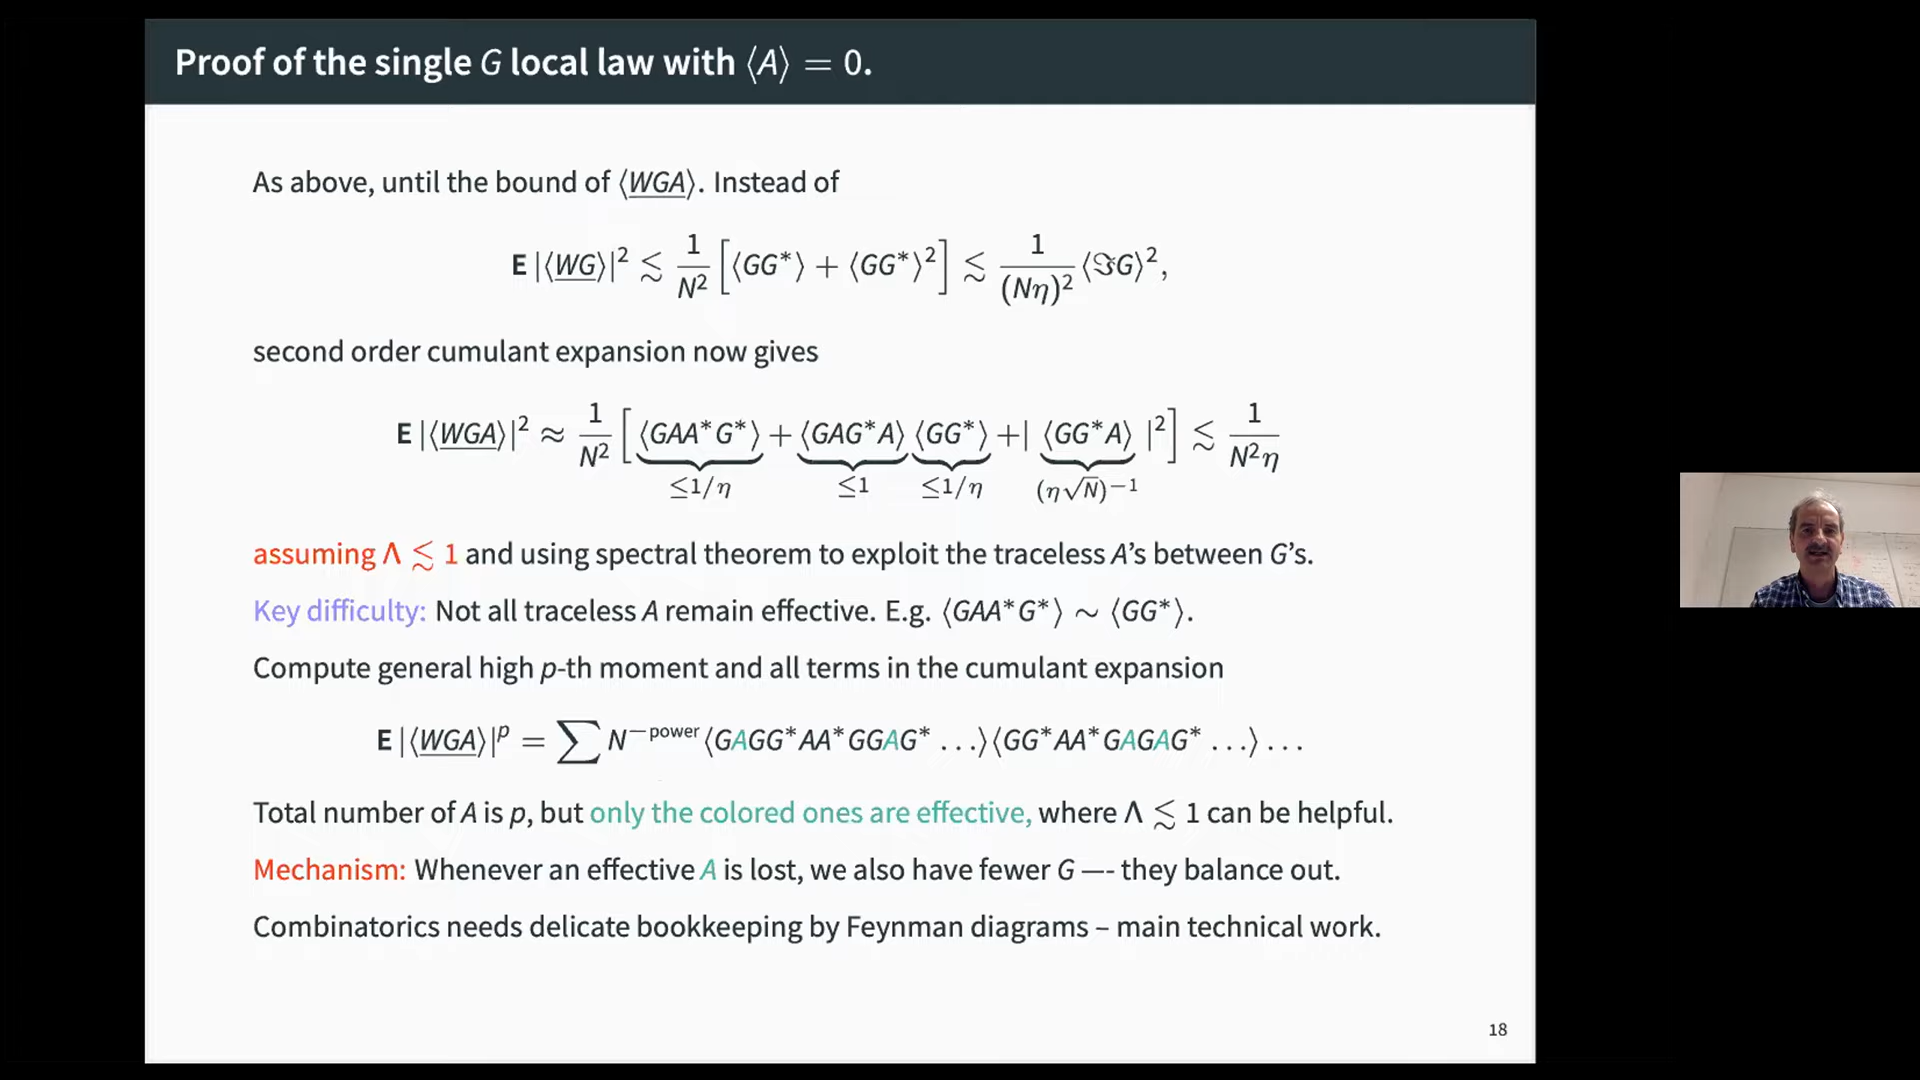 Proof of the single G local law with ⟨A⟩ = 0.
As above, until the bound of ⟨W̲G̲A̲⟩. Instead of
E |⟨W̲G̲⟩|² ≲ 1/N² [⟨GG*⟩ + ⟨GG*⟩²] ≲ 1/(Nη)² ⟨ℑG⟩²,
second order cumulant expansion now gives
E |⟨W̲G̲A̲⟩|² ≈ 1/N² [⟨GAA*G*⟩ + ⟨GAG*A⟩ ⟨GG*⟩ + | ⟨GG*A⟩ |²] ≲ 1/N²η
≤1/η ≤1 ≤1/η (η√N)⁻¹
assuming Λ ≲ 1 and using spectral theorem to exploit the traceless A's between G's.
Key difficulty: Not all traceless A remain effective. E.g. ⟨GAA*G*⟩ ∼ ⟨GG*⟩.
Compute general high p-th moment and all terms in the cumulant expansion
E |⟨W̲G̲A̲⟩|ᵖ = ∑ N^−power ⟨GAGG*AA*GGAG* ...⟩⟨GG*AA*GAGAG* ...⟩ ...
Total number of A is p, but only the colored ones are effective, where Λ ≲ 1 can be helpful.
Mechanism: Whenever an effective A is lost, we also have fewer G —- they balance out.
Combinatorics needs delicate bookkeeping by Feynman diagrams – main technical work.
18